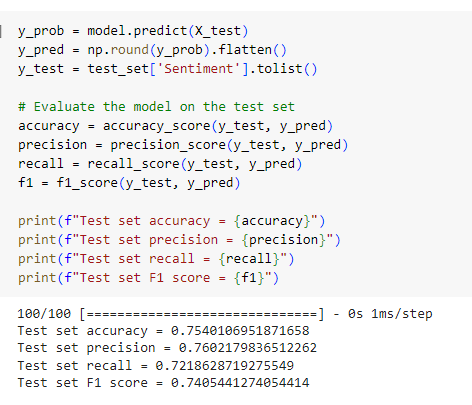 y_prob = model.predict(X_test)
y_pred = np.round(y_prob).flatten()
y_test = test_set['Sentiment'].tolist()
# Evaluate the model on the test set
accuracy = accuracy_score(y_test, y_pred)
precision = precision_score(y_test, y_pred)
recall = recall_score(y_test, y_pred)
f1 = f1_score(y_test, y_pred)
print(f"Test set accuracy = {accuracy}")
print(f"Test set precision = {precision}")
print(f"Test set recall = {recall}")
print(f"Test set F1 score = {f1}")
100/100 [==============================] - 0s 1ms/step
Test set accuracy = 0.7540106951871658
Test set precision = 0.7602179836512262
Test set recall = 0.7218628719275549
Test set F1 score = 0.7405441274054414